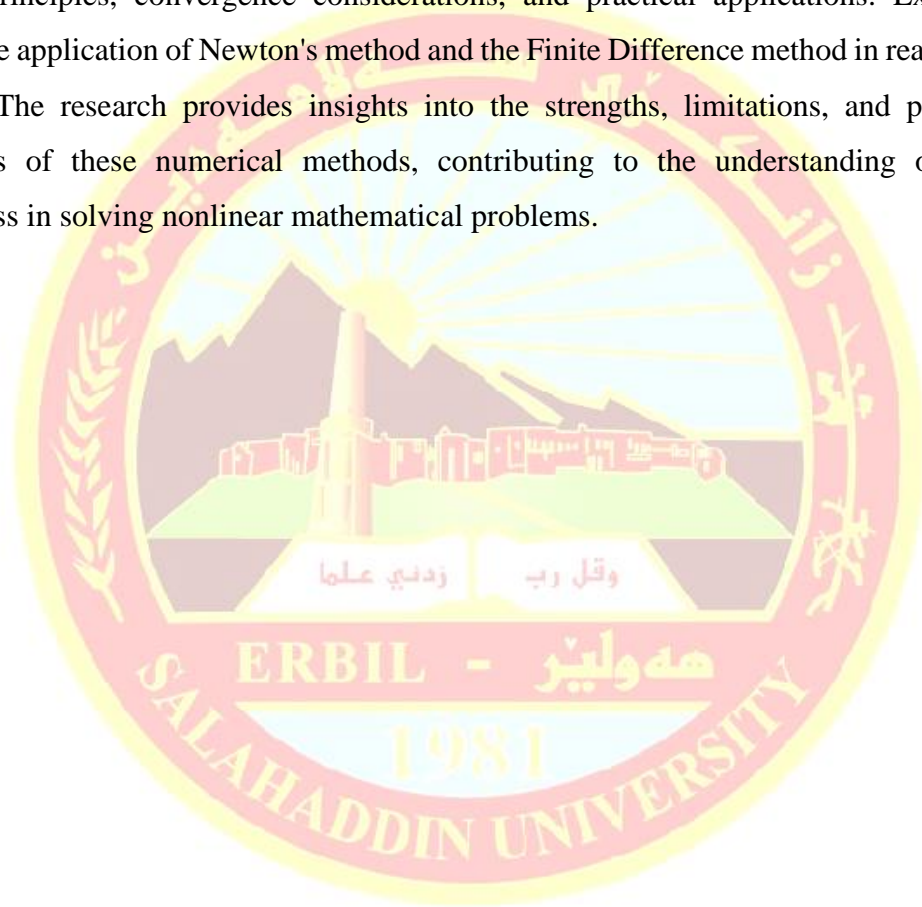 rinciples, convergence considerations, and practical applications. Ex
e application of Newton's method and the Finite Difference method in rea
The research provides insights into the strengths, limitations, and p
s of these numerical methods, contributing to the understanding o
ss in solving nonlinear mathematical problems.
وقل رب زدني علما
ERBIL - هەولێر
1981
SALAHADDIN UNIVERSITY